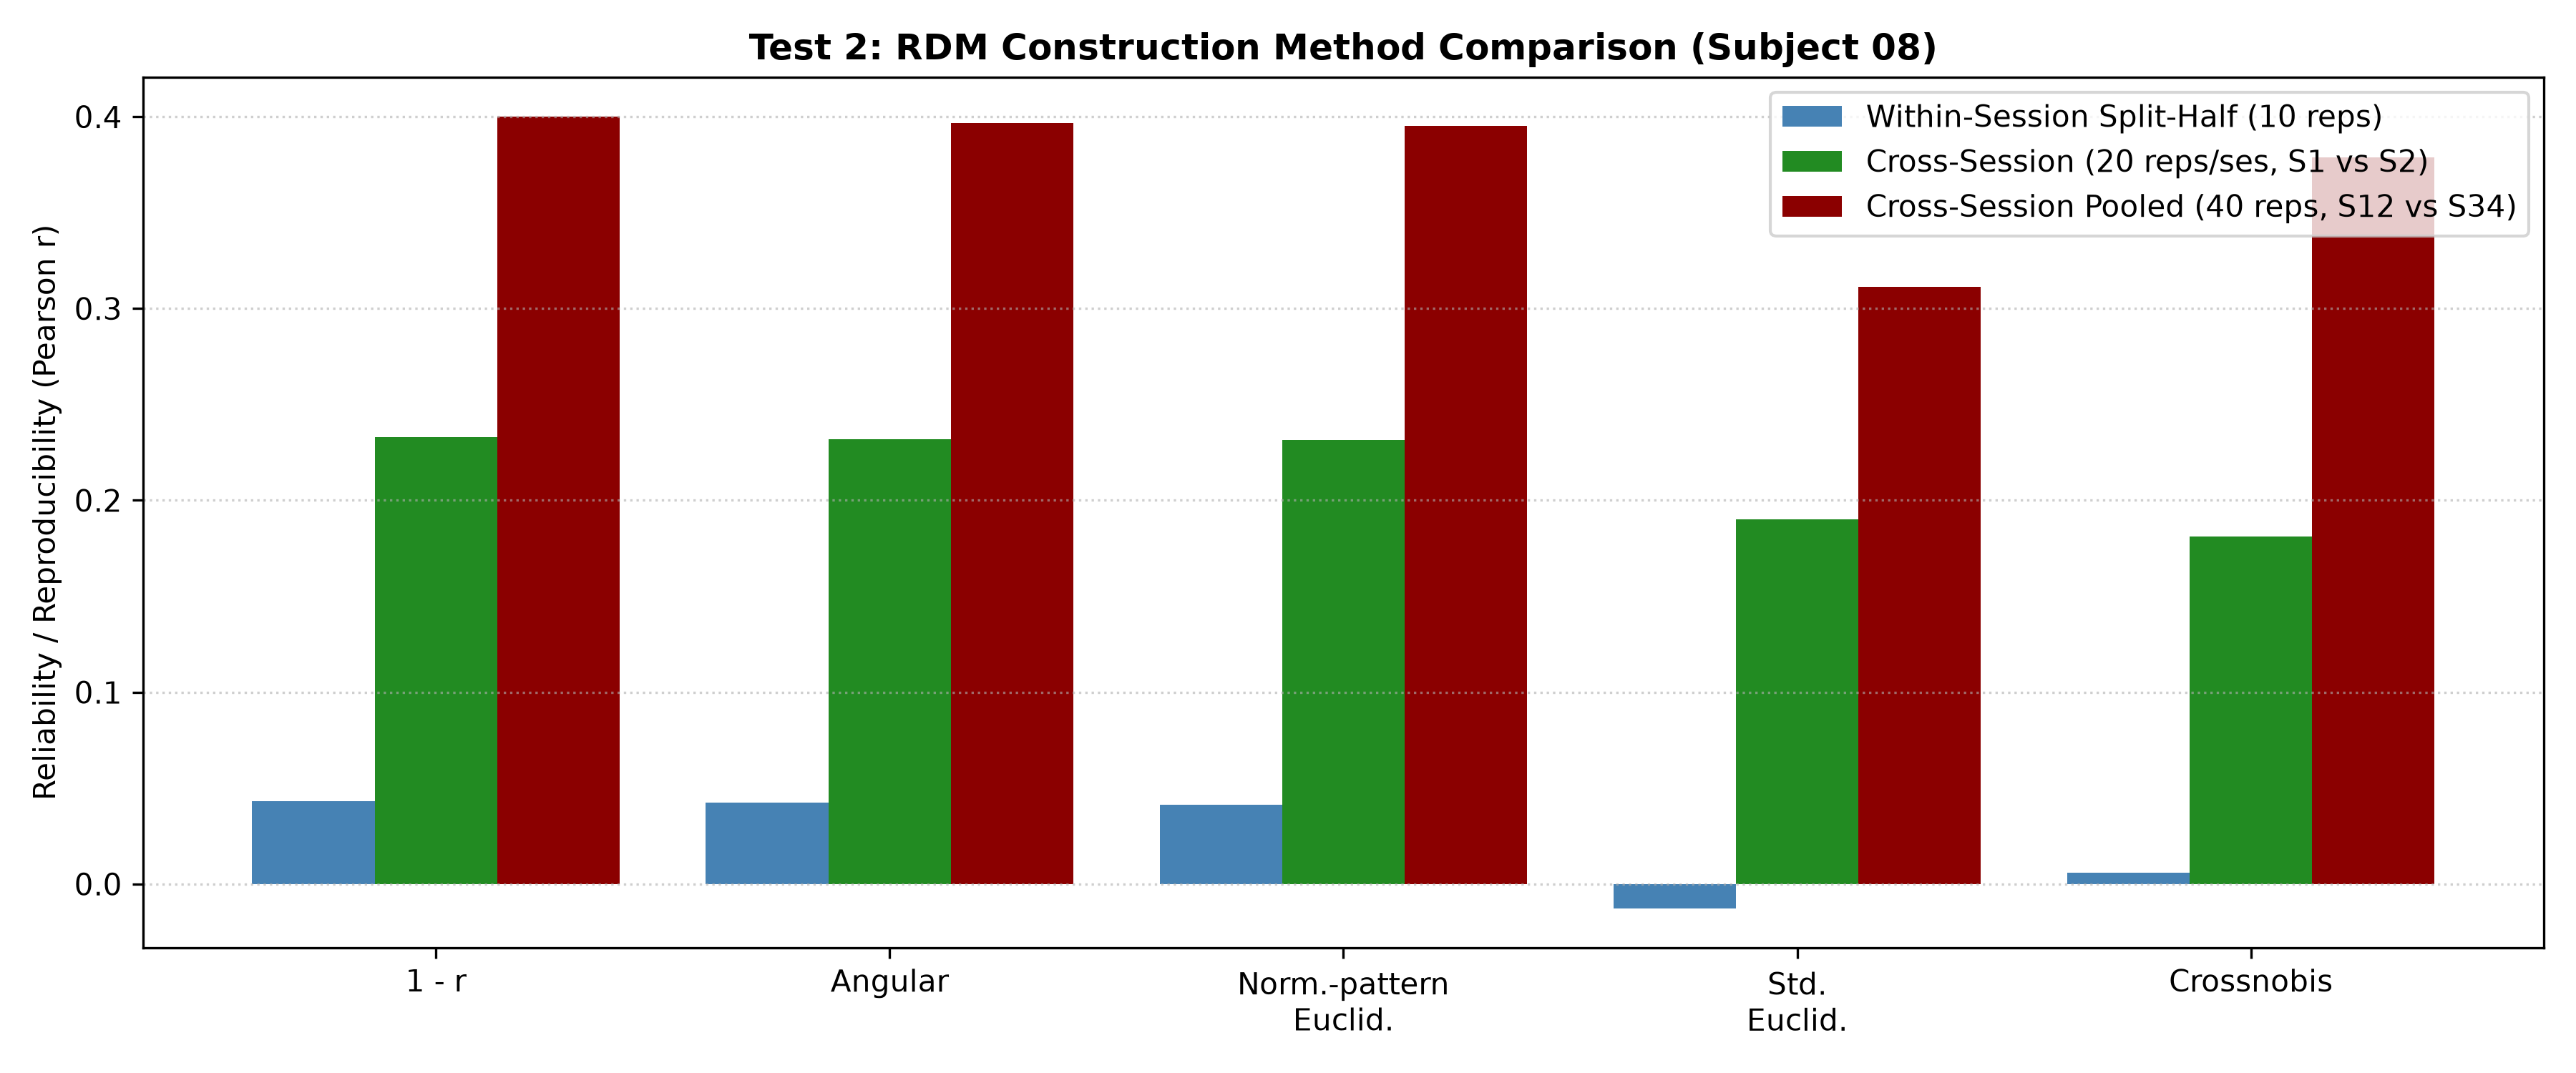 Test 2: RDM Construction Method Comparison (Subject 08)
Reliability / Reproducibility (Pearson r)
0.4
0.3
0.2
0.1
0.0
Within-Session Split-Half (10 reps)
Cross-Session (20 reps/ses, S1 vs S2)
Cross-Session Pooled (40 reps, S12 vs S34)
1 - r
Angular
Norm.-pattern
Euclid.
Std.
Euclid.
Crossnobis